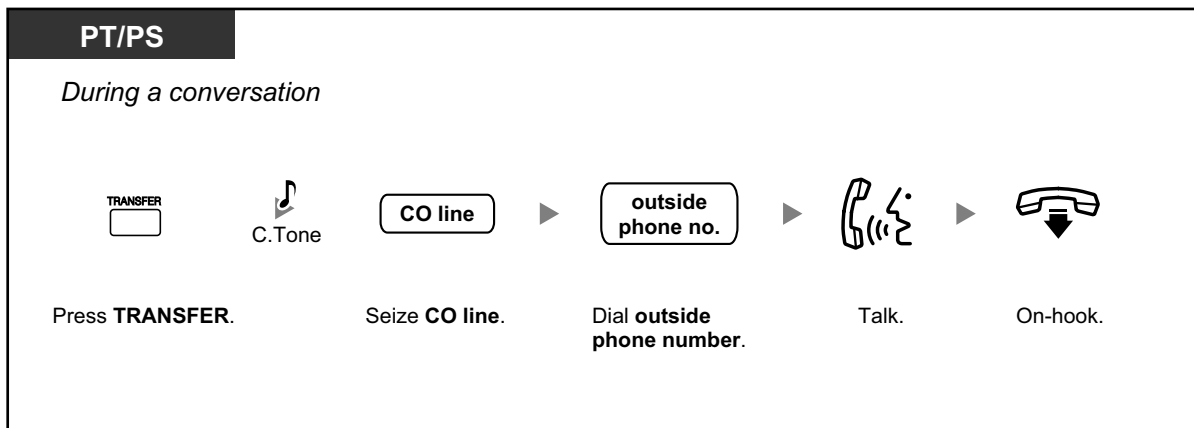 PT/PS
During a conversation
TRANSFER
C.Tone
CO line
outside
phone no.
Press TRANSFER.
Seize CO line.
Dial outside
phone number.
Talk.
On-hook.